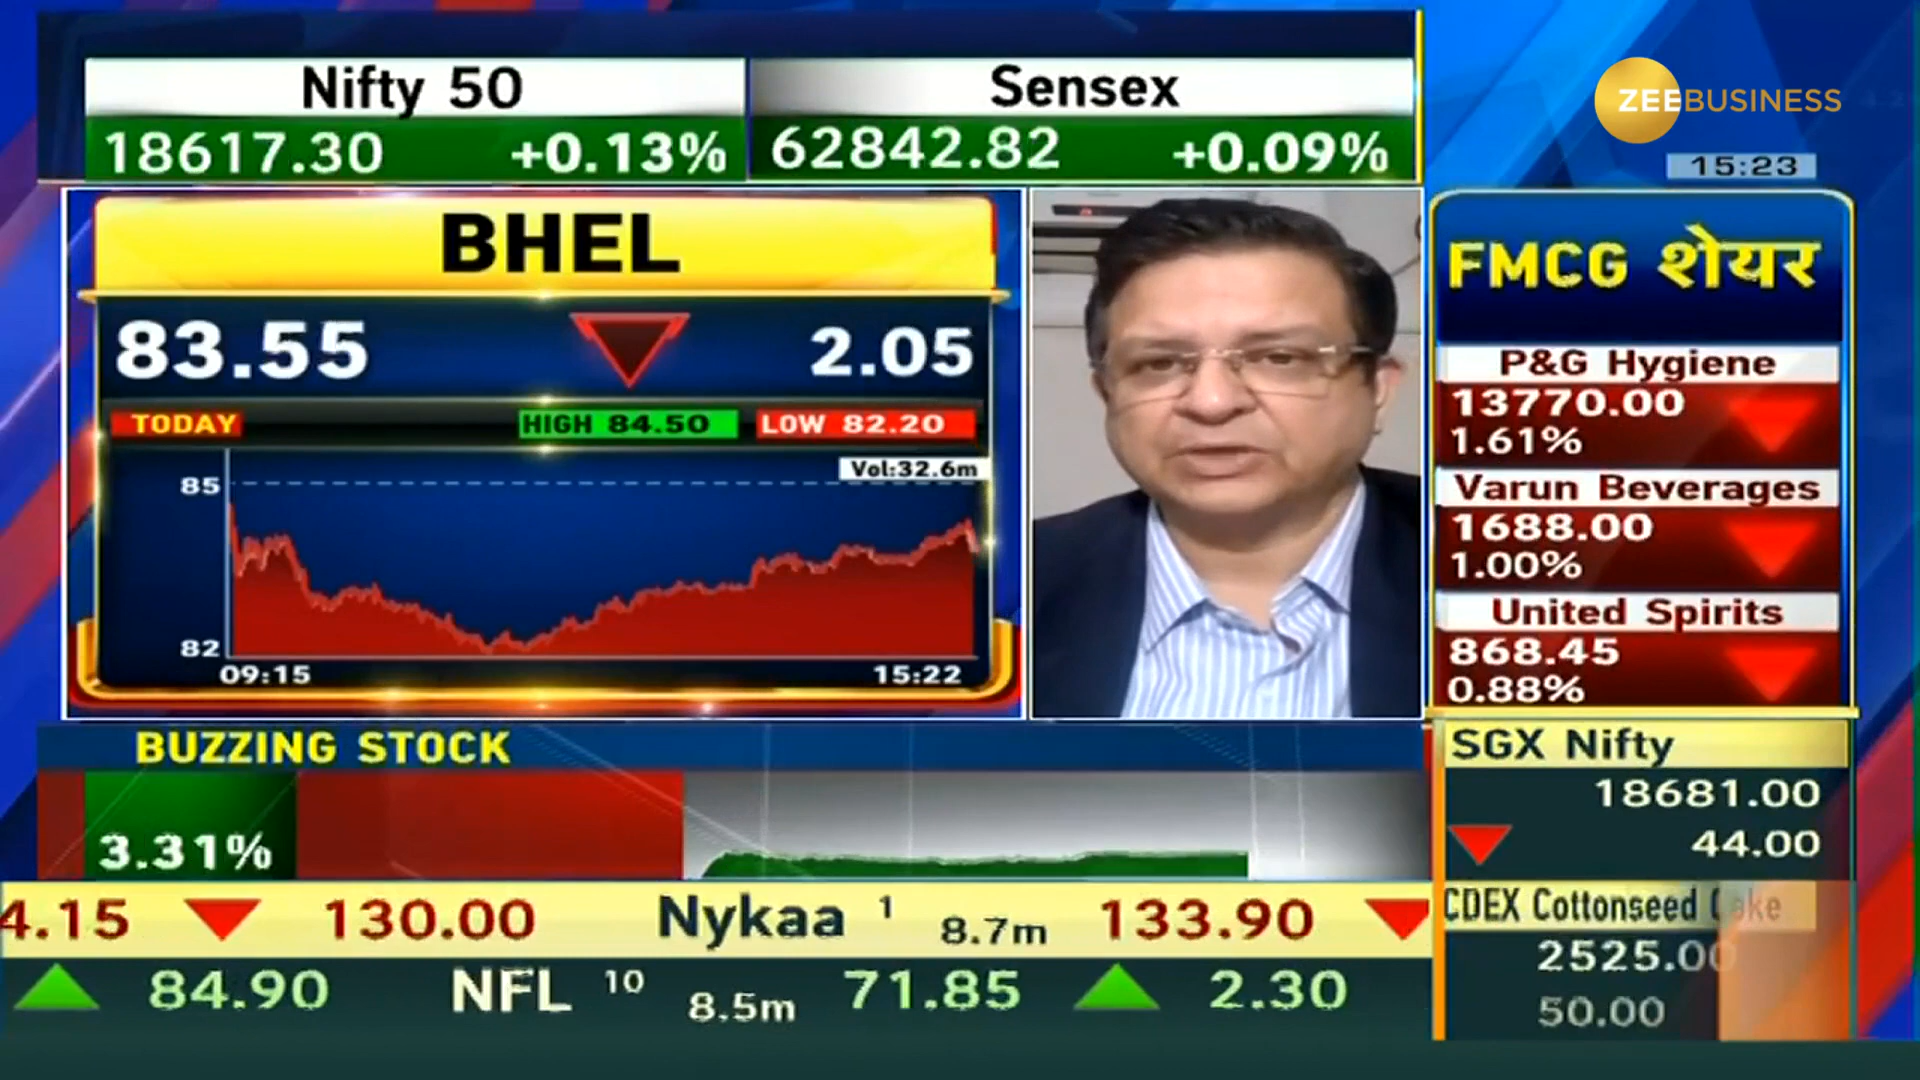 Nifty 50
18617.30 +0.13%
Sensex
62842.82 +0.09%
ZEEBUSINESS
15:23
BHEL
83.55 2.05
TODAY HIGH 84.50 LOW 82.20
Vol:32.6m
85
82
09:15 15:22
FMCG शेयर
P&G Hygiene
13770.00
1.61%
Varun Beverages
1688.00
1.00%
United Spirits
868.45
0.88%
SGX Nifty
18681.00
44.00
CDEX Cottonseed
2525.00
50.00
BUZZING STOCK
3.31%
4.15 130.00 Nykaa 1 8.7m 133.90
84.90 NFL 10 8.5m 71.85 2.30